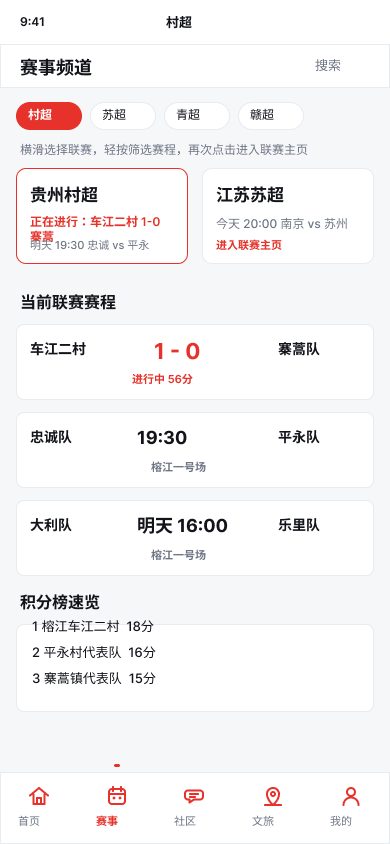 9:41
村超
赛事频道
搜索
村超
苏超
青超
赣超
横滑选择联赛，轻按筛选赛程，再次点击进入联赛主页
贵州村超
正在进行：车江二村 1-0
寨蒿
明天 19:30 忠诚 vs 平永
江苏苏超
今天 20:00 南京 vs 苏州
进入联赛主页
当前联赛赛程
车江二村
1 - 0
寨蒿队
进行中 56分
忠诚队
19:30
平永队
榕江一号场
大利队
明天 16:00
乐里队
榕江一号场
积分榜速览
1 榕江车江二村 18分
2 平永村代表队 16分
3 寨蒿镇代表队 15分
首页
赛事
社区
文旅
我的